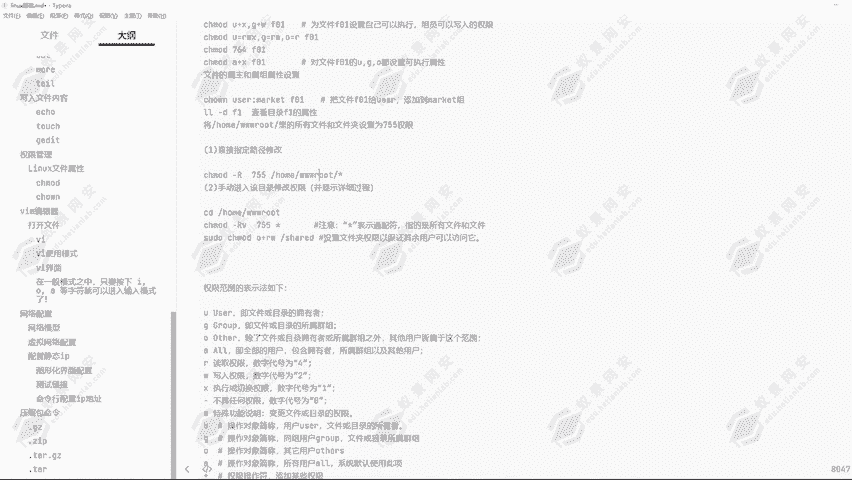 linux基础.md• - Typora
文件(F) 编辑(E) 段落(P) 格式(O) 视图(V) 主题(T) 帮助(H)
文件 大纲
more
tail
写入文件内容
echo
touch
gedit
权限管理
Linux文件属性
chmod
chown
vim编辑器
打开文件
vi
vi使用模式
vi界面
在一般模式之中，只要按下 i,
o, a 等字符就可以进入输入模式
了!
网络配置
网络模型
虚拟网络配置
配置静态ip
图形化界面配置
测试链接
命令行配置ip地址
压缩包命令
.gz
.zip
.tar.gz
.tar
chmod u+x,g+w f01 # 为文件f01设置自己可以执行，组员可以写入的权限
chmod u=rwx,g=rw,o=r f01
chmod 764 f01
chmod a+x f01 # 对文件f01的u,g,o都设置可执行属性
文件的属主和属组属性设置
chown user:market f01 # 把文件f01给user，添加到market组
ll -d f1 查看目录f1的属性
将/home/wwwroot/里的所有文件和文件夹设置为755权限
(1)直接指定路径修改
chmod -R 755 /home/wwwroot/*
(2)手动进入该目录修改权限 (并显示详细过程)
cd /home/wwwroot
chmod -Rv 755 * #注意：“*”表示通配符，指的是所有文件和文件
sudo chmod o+rw /shared #设置文件夹权限以保证其余用户可以访问它。
权限范围的表示法如下：
u User，即文件或目录的拥有者；
g Group，即文件或目录的所属群组；
o Other，除了文件或目录拥有者或所属群组之外，其他用户皆属于这个范围；
a All，即全部的用户，包含拥有者，所属群组以及其他用户；
r 读取权限，数字代号为“4”;
w 写入权限，数字代号为“2”;
x 执行或切换权限，数字代号为“1”;
- 不具任何权限，数字代号为“0”;
s 特殊功能说明：变更文件或目录的权限。
u # 操作对象简称，用户user，文件或目录的所有者。
g # 操作对象简称，同组用户group，文件或目录所属群组
o # 操作对象简称，其它用户others
a # 操作对象简称，所有用户all，系统默认使用此项
+ # 权限操作符，添加某些权限
8047